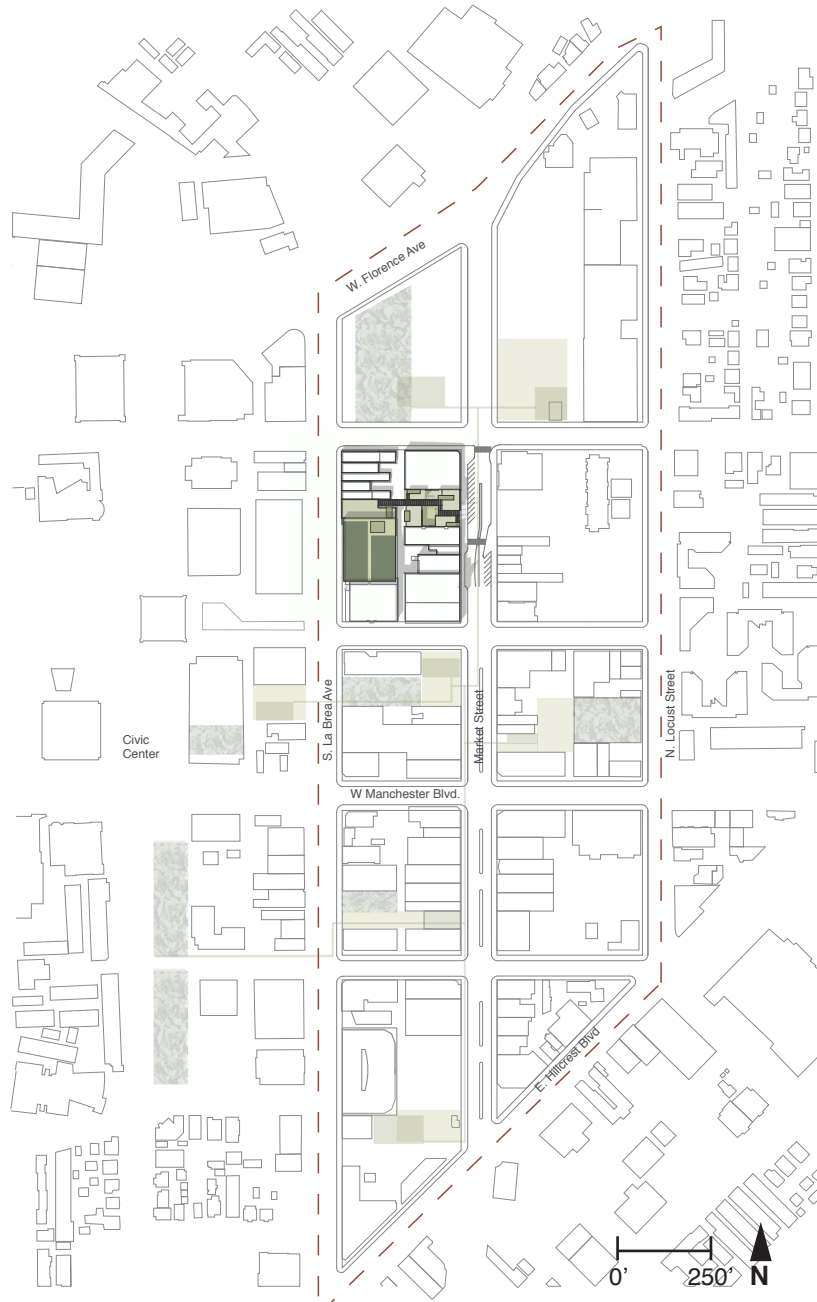 W. Florence Ave
S. La Brea Ave
Market Street
N. Locust Street
Civic
Center
W Manchester Blvd.
E. Hillcrest Blvd
0' 250' N